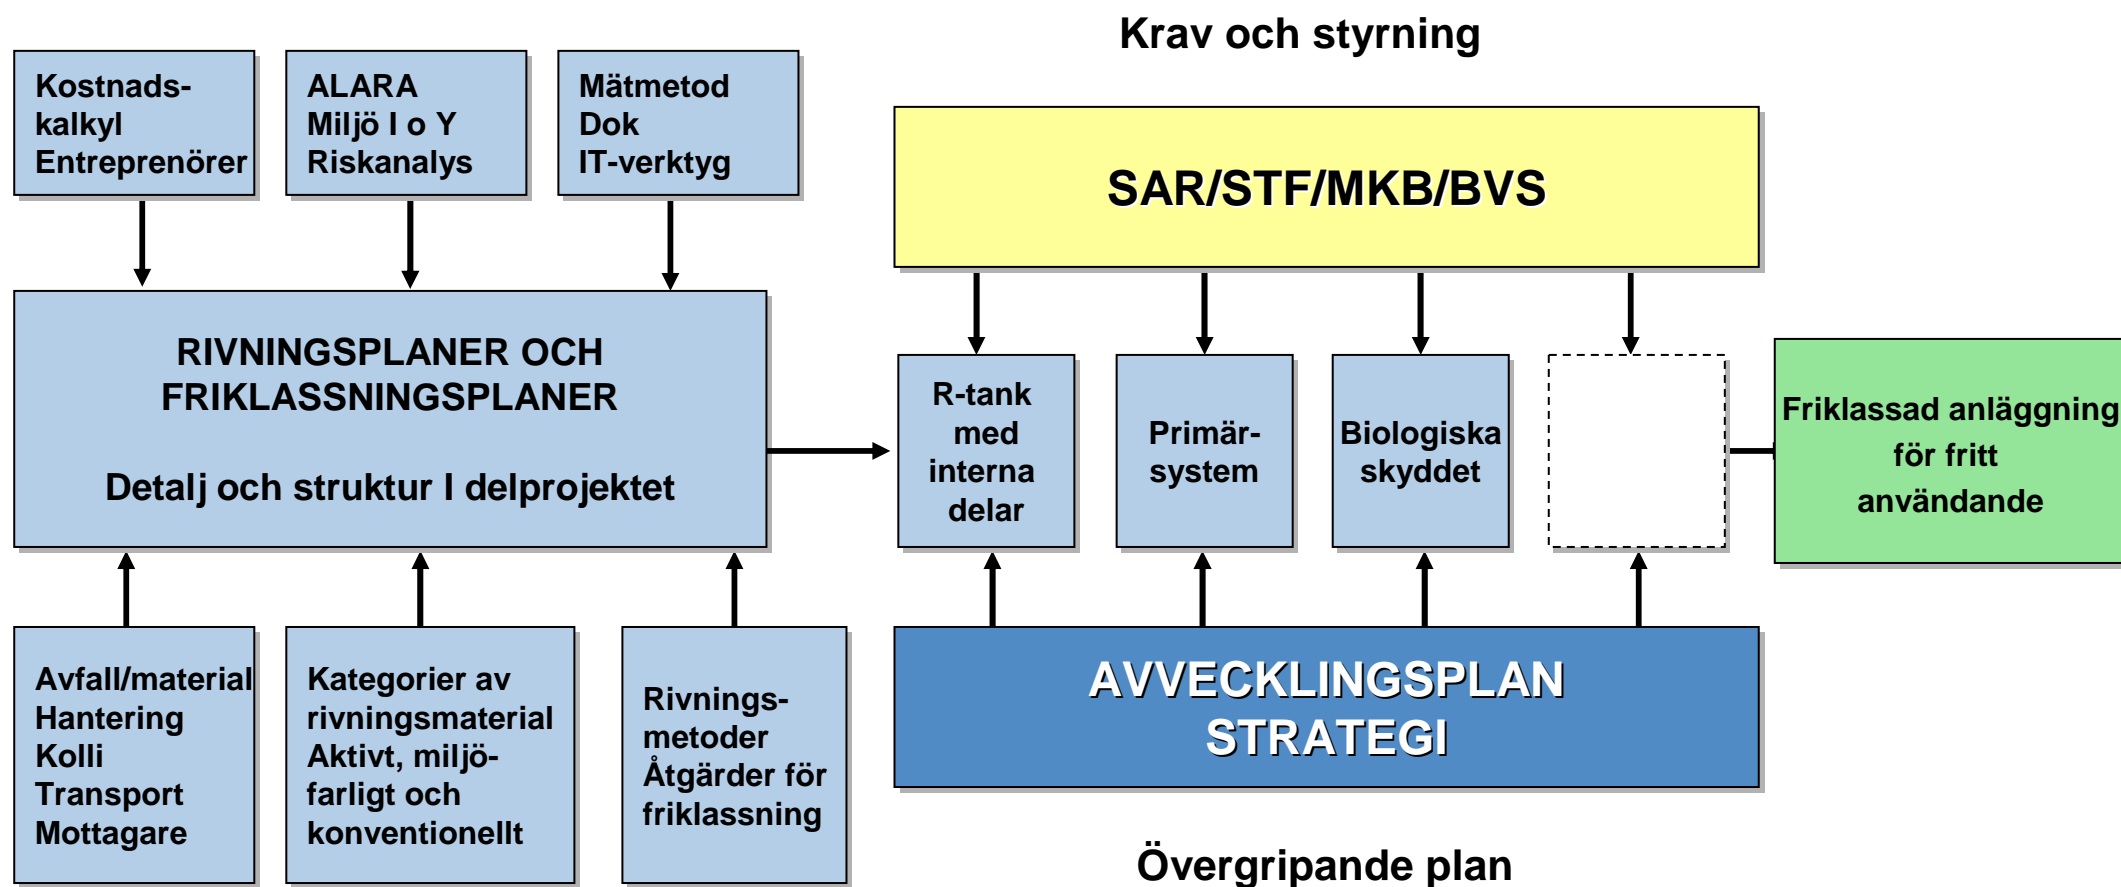 Krav och styrning
Kostnads-
kalkyl
Entreprenörer
ALARA
Miljö I o Y
Riskanalys
Mätmetod
Dok
IT-verktyg
SAR/STF/MKB/BVS
RIVNINGSPLANER OCH
FRIKLASSNINGSPLANER
Detalj och struktur I delprojektet
R-tank
med
interna
delar
Primär-
system
Biologiska
skyddet
Friklassad anläggning
för fritt
användande
Avfall/material
Hantering
Kolli
Transport
Mottagare
Kategorier av
rivningsmaterial
Aktivt, miljö-
farligt och
konventionellt
Rivnings-
metoder
Åtgärder för
friklassning
AVVECKLINGSPLAN
STRATEGI
Övergripande plan